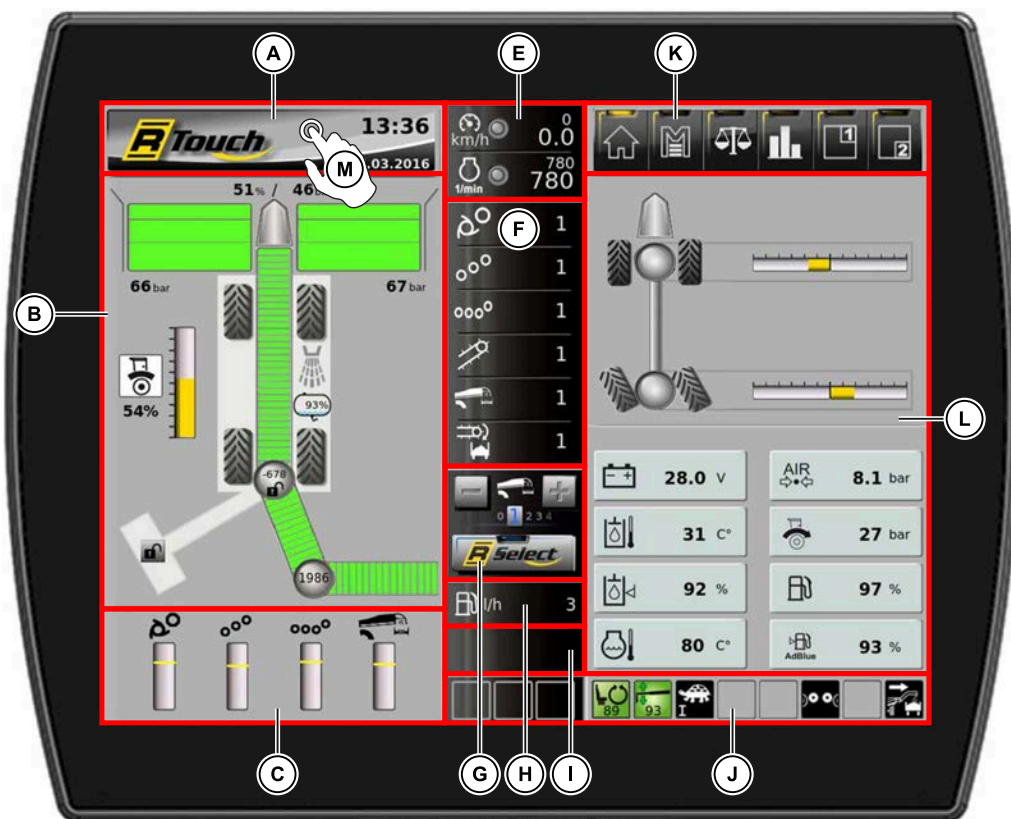 A
E
K
R Touch
13:36
.03.2016
M
km/h
0
0.0
1/min
780
780
1
2
51% / 46
66 bar
67 bar
B
54%
93%
-678
1986
F
1
1
1
1
1
1
L
28.0 V
AIR
8.1 bar
31 C°
27 bar
92 %
97 %
80 C°
AdBlue
93 %
0 1 2 3 4
R Select
l/h
3
89
93
I
C
G
H
I
J